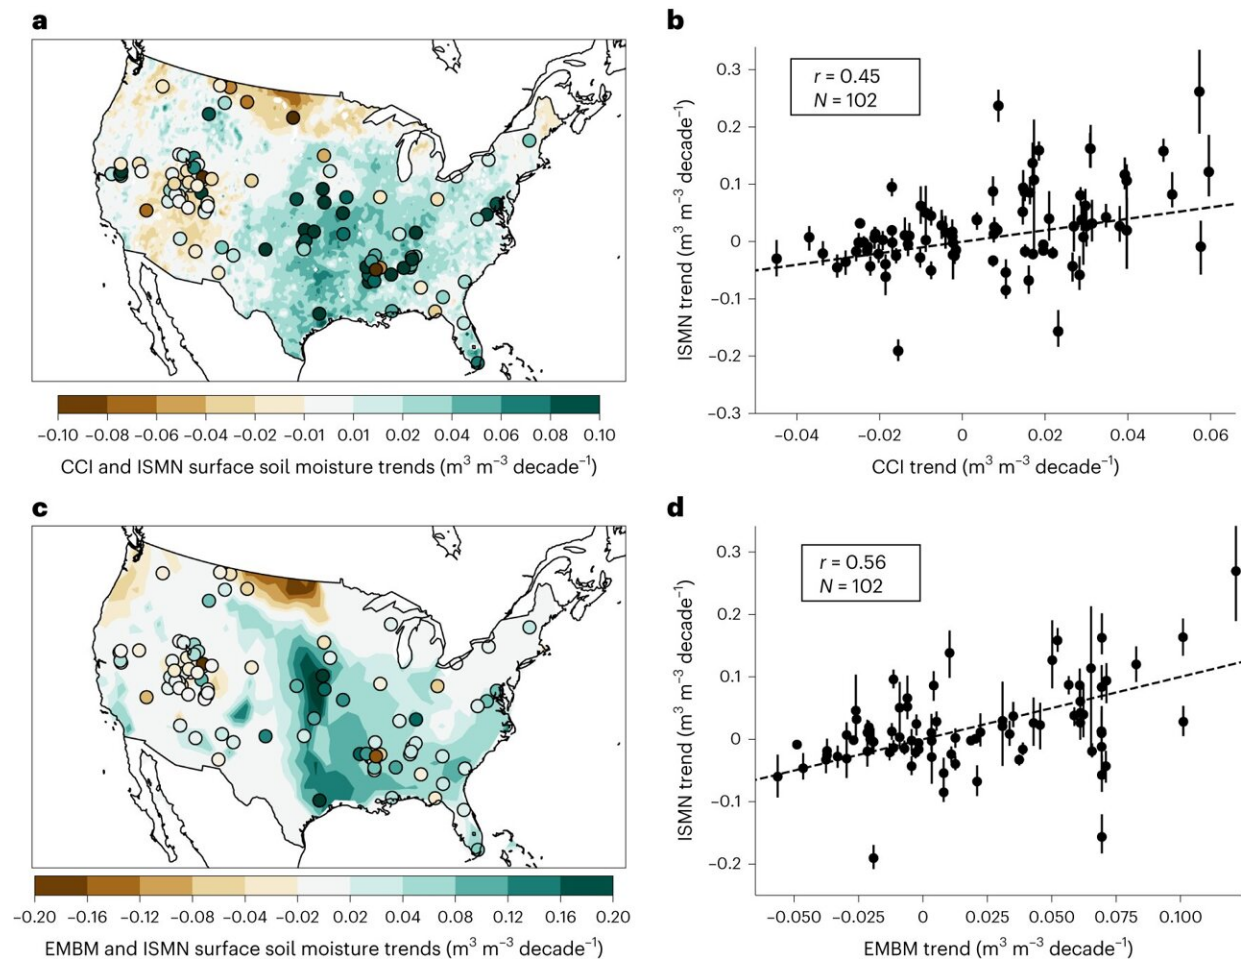 a
−0.10 −0.08 −0.06 −0.04 −0.02 −0.01 0.01 0.02 0.04 0.06 0.08 0.10
CCI and ISMN surface soil moisture trends (m³ m⁻³ decade⁻¹)
b
r = 0.45
N = 102
0.3
0.2
0.1
0
−0.1
−0.2
−0.3
ISMN trend (m³ m⁻³ decade⁻¹)
−0.04 −0.02 0 0.02 0.04 0.06
CCI trend (m³ m⁻³ decade⁻¹)
c
−0.20 −0.16 −0.12 −0.08 −0.04 −0.02 0.02 0.04 0.08 0.12 0.16 0.20
EMBM and ISMN surface soil moisture trends (m³ m⁻³ decade⁻¹)
d
r = 0.56
N = 102
0.3
0.2
0.1
0
−0.1
−0.2
ISMN trend (m³ m⁻³ decade⁻¹)
−0.050 −0.025 0 0.025 0.050 0.075 0.100
EMBM trend (m³ m⁻³ decade⁻¹)